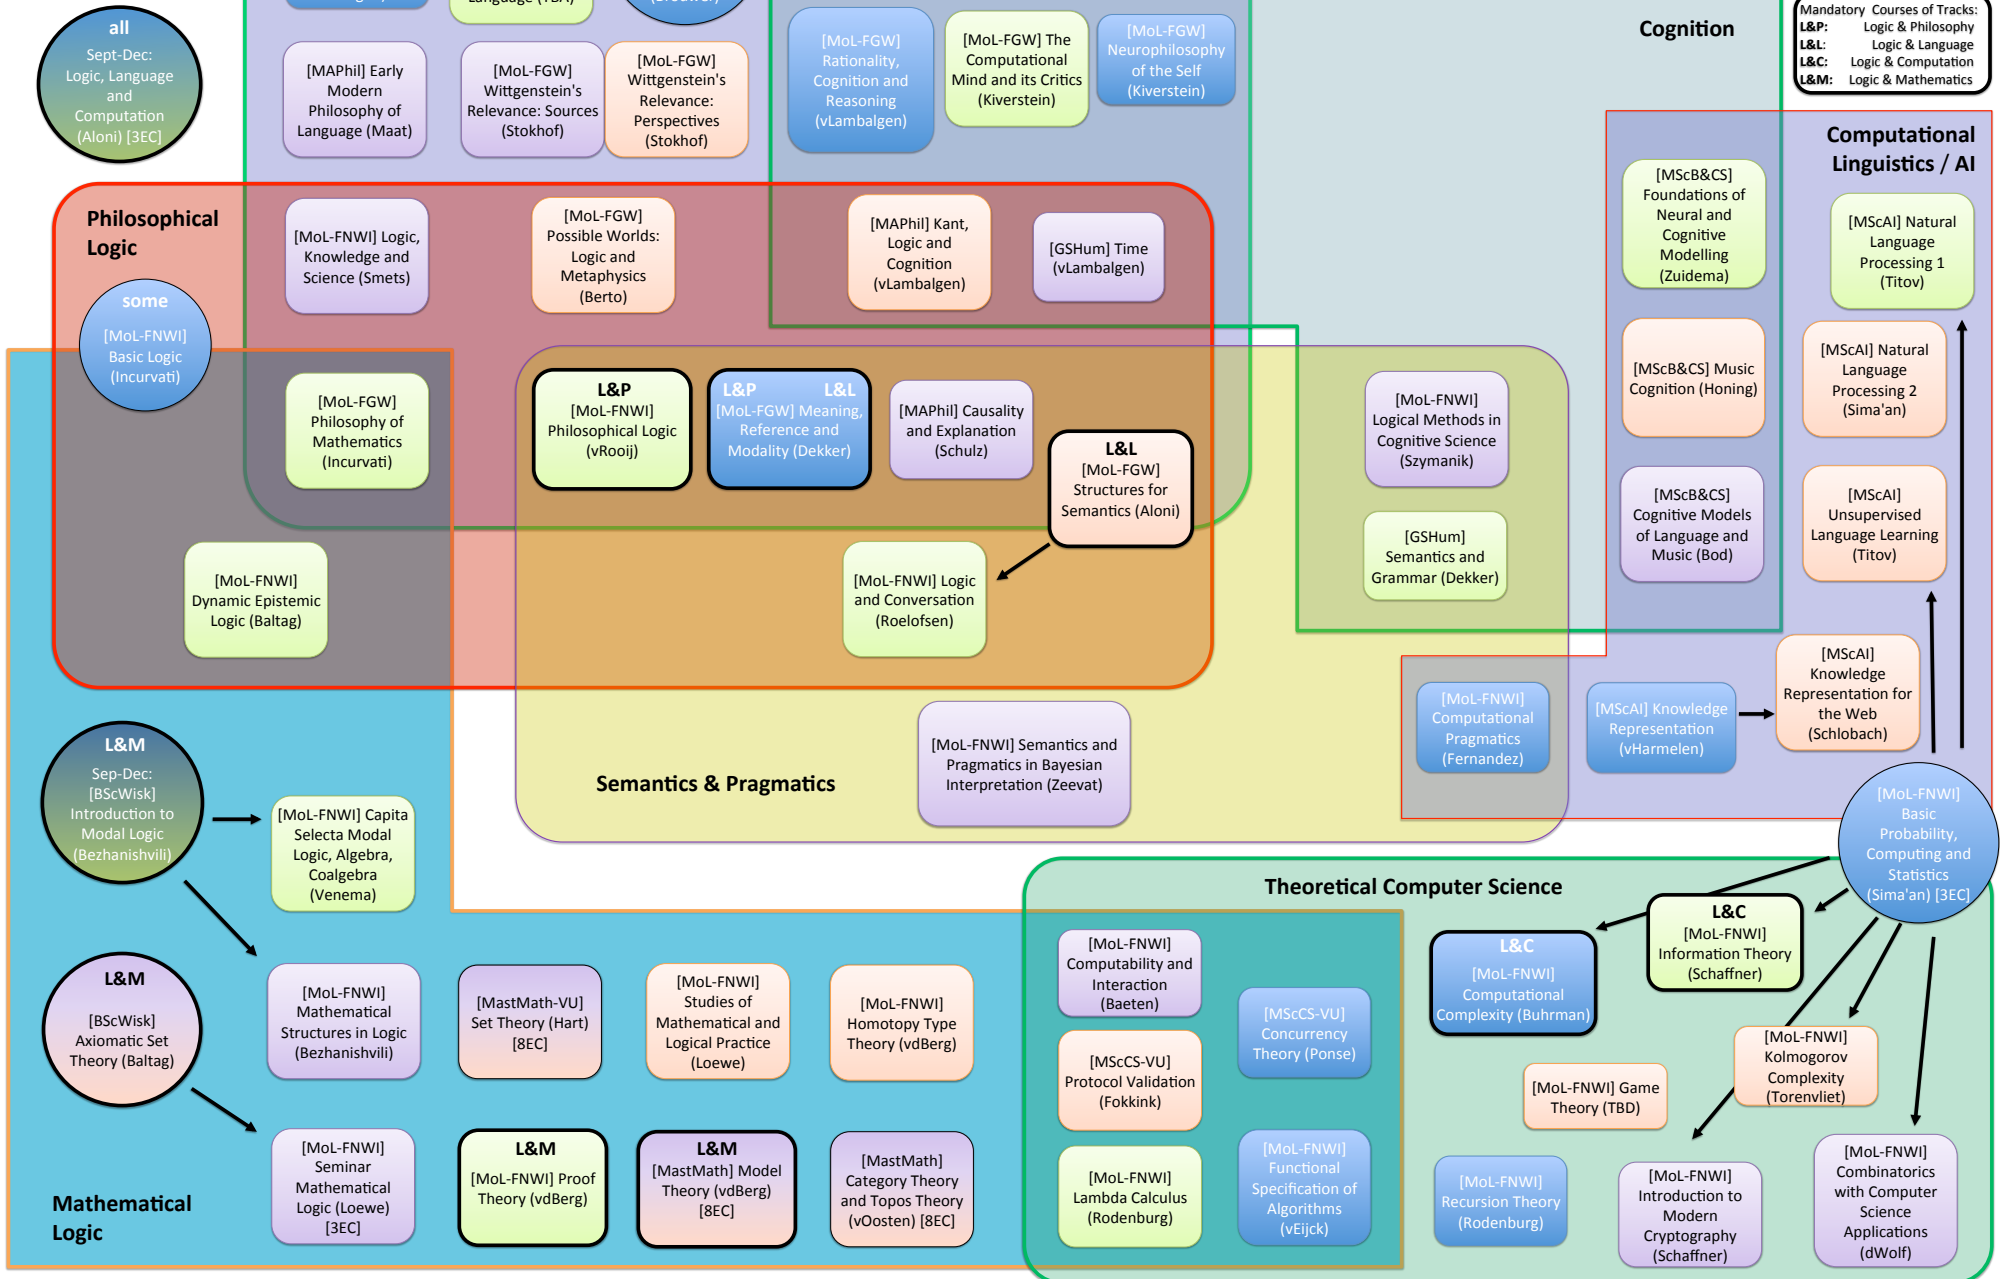 Language (TBA)
(Brouwer)
all
Sept-Dec:
Logic, Language
and
Computation
(Aloni) [3EC]
[MAPhil] Early
Modern
Philosophy of
Language (Maat)
[MoL-FGW]
Wittgenstein's
Relevance: Sources
(Stokhof)
[MoL-FGW]
Wittgenstein's
Relevance:
Perspectives
(Stokhof)
[MoL-FGW]
Rationality,
Cognition and
Reasoning
(vLambalgen)
[MoL-FGW] The
Computational
Mind and its Critics
(Kiverstein)
[MoL-FGW]
Neurophilosophy
of the Self
(Kiverstein)
Cognition
Mandatory Courses of Tracks:
L&P: Logic & Philosophy
L&L: Logic & Language
L&C: Logic & Computation
L&M: Logic & Mathematics
Computational
Linguistics / AI
Philosophical
Logic
some
[MoL-FNWI]
Basic Logic
(Incurvati)
[MoL-FNWI] Logic,
Knowledge and
Science (Smets)
[MoL-FGW]
Possible Worlds:
Logic and
Metaphysics
(Berto)
[MAPhil] Kant,
Logic and
Cognition
(vLambalgen)
[GSHum] Time
(vLambalgen)
[MScB&CS]
Foundations of
Neural and
Cognitive
Modelling
(Zuidema)
[MScAI] Natural
Language
Processing 1
(Titov)
[MScB&CS] Music
Cognition (Honing)
[MScAI] Natural
Language
Processing 2
(Sima'an)
[MoL-FGW]
Philosophy of
Mathematics
(Incurvati)
L&P
[MoL-FNWI]
Philosophical Logic
(vRooij)
L&P L&L
[MoL-FGW] Meaning,
Reference and
Modality (Dekker)
[MAPhil] Causality
and Explanation
(Schulz)
L&L
[MoL-FGW]
Structures for
Semantics (Aloni)
[MoL-FNWI]
Logical Methods in
Cognitive Science
(Szymanik)
[MScB&CS]
Cognitive Models
of Language and
Music (Bod)
[MScAI]
Unsupervised
Language Learning
(Titov)
[MoL-FNWI]
Dynamic Epistemic
Logic (Baltag)
[MoL-FNWI] Logic
and Conversation
(Roelofsen)
[GSHum]
Semantics and
Grammar (Dekker)
[MoL-FNWI]
Computational
Pragmatics
(Fernandez)
[MScAI] Knowledge
Representation
(vHarmelen)
[MScAI]
Knowledge
Representation for
the Web
(Schlobach)
L&M
Sep-Dec:
[BScWisk]
Introduction to
Modal Logic
(Bezhanishvili)
[MoL-FNWI] Capita
Selecta Modal
Logic, Algebra,
Coalgebra
(Venema)
Semantics & Pragmatics
[MoL-FNWI] Semantics and
Pragmatics in Bayesian
Interpretation (Zeevat)
[MoL-FNWI]
Basic
Probability,
Computing and
Statistics
(Sima'an) [3EC]
Theoretical Computer Science
L&M
[BScWisk]
Axiomatic Set
Theory (Baltag)
[MoL-FNWI]
Mathematical
Structures in Logic
(Bezhanishvili)
[MastMath-VU]
Set Theory (Hart)
[8EC]
[MoL-FNWI]
Studies of
Mathematical and
Logical Practice
(Loewe)
[MoL-FNWI]
Homotopy Type
Theory (vdBerg)
[MoL-FNWI]
Computability and
Interaction
(Baeten)
[MScCS-VU]
Concurrency
Theory (Ponse)
L&C
[MoL-FNWI]
Computational
Complexity (Buhrman)
L&C
[MoL-FNWI]
Information Theory
(Schaffner)
[MScCS-VU]
Protocol Validation
(Fokkink)
[MoL-FNWI] Game
Theory (TBD)
[MoL-FNWI]
Kolmogorov
Complexity
(Torenvliet)
Mathematical
Logic
[MoL-FNWI]
Seminar
Mathematical
Logic (Loewe)
[3EC]
L&M
[MoL-FNWI] Proof
Theory (vdBerg)
L&M
[MastMath] Model
Theory (vdBerg)
[8EC]
[MastMath]
Category Theory
and Topos Theory
(vOosten) [8EC]
[MoL-FNWI]
Lambda Calculus
(Rodenburg)
[MoL-FNWI]
Functional
Specification of
Algorithms
(vEijck)
[MoL-FNWI]
Recursion Theory
(Rodenburg)
[MoL-FNWI]
Introduction to
Modern
Cryptography
(Schaffner)
[MoL-FNWI]
Combinatorics
with Computer
Science
Applications
(dWolf)